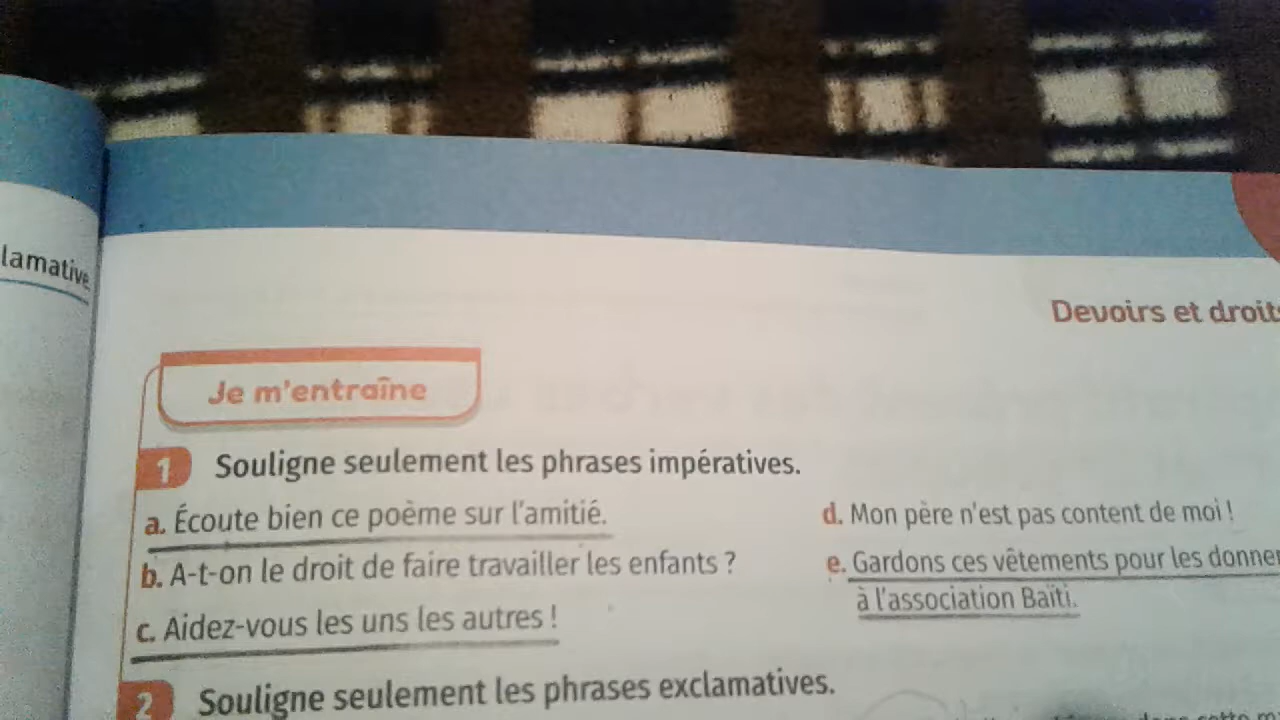 lamative
Devoirs et droits
Je m'entraîne
1 Souligne seulement les phrases impératives.
a. Écoute bien ce poème sur l'amitié.
b. A-t-on le droit de faire travailler les enfants ?
c. Aidez-vous les uns les autres !
d. Mon père n'est pas content de moi !
e. Gardons ces vêtements pour les donner
à l'association Baïti.
2 Souligne seulement les phrases exclamatives.